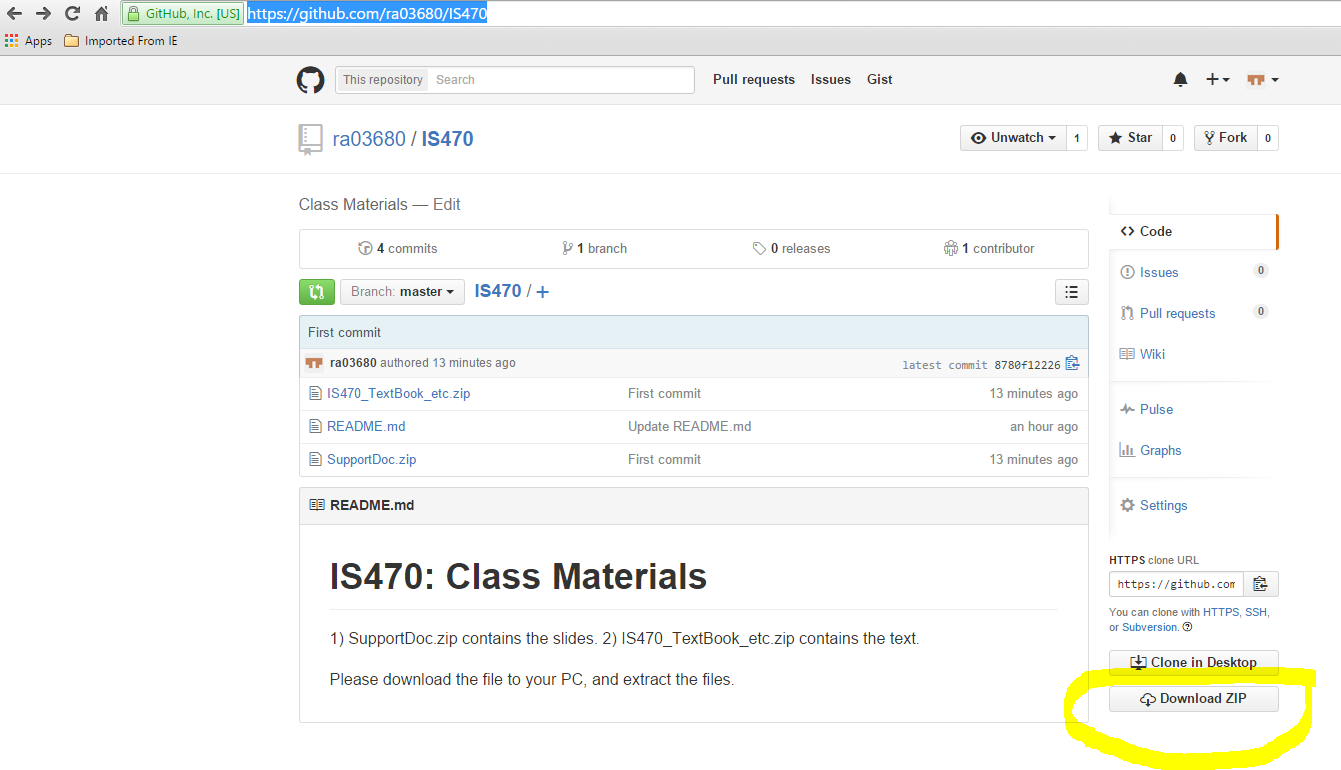 GitHub, Inc. [US] https://github.com/ra03680/IS470
Apps Imported From IE
This repository Search Pull requests Issues Gist
ra03680 / IS470 Unwatch 1 Star 0 Fork 0
Class Materials — Edit
4 commits 1 branch 0 releases 1 contributor
Branch: master IS470 / +
First commit
ra03680 authored 13 minutes ago latest commit 8780f12226
IS470_TextBook_etc.zip First commit 13 minutes ago
README.md Update README.md an hour ago
SupportDoc.zip First commit 13 minutes ago
README.md
IS470: Class Materials
1) SupportDoc.zip contains the slides. 2) IS470_TextBook_etc.zip contains the text.
Please download the file to your PC, and extract the files.
Code
Issues 0
Pull requests 0
Wiki
Pulse
Graphs
Settings
HTTPS clone URL
https://github.com
You can clone with HTTPS, SSH,
or Subversion.
Clone in Desktop
Download ZIP